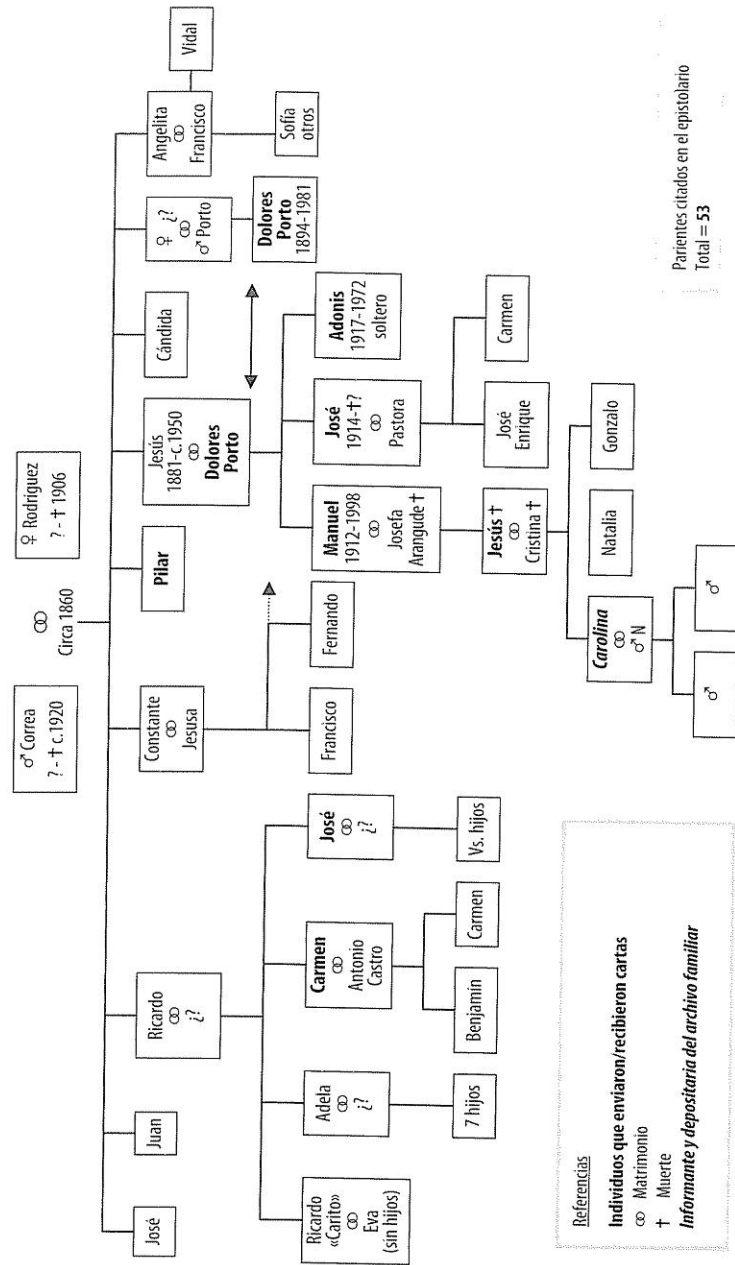 ♂ Correa
? - † c.1920
⚭
Circa 1860
♀ Rodríguez
? - † 1906
José
Juan
Ricardo
⚭
¿?
Constante
⚭
Jesusa
Pilar
Jesús
1881-c.1950
⚭
Dolores
Porto
Cándida
♀ ¿?
⚭
♂ Porto
Angelita
⚭
Francisco
Vidal
Ricardo
«Carito»
⚭
Eva
(sin hijos)
Adela
⚭
¿?
Carmen
⚭
Antonio
Castro
José
⚭
¿?
Francisco
Fernando
Manuel
1912-1998
⚭
Josefa
Arangude †
José
1914-†?
⚭
Pastora
Adonis
1917-1972
soltero
Dolores
Porto
1894-1981
Sofía
otros
7 hijos
Benjamin
Carmen
Vs. hijos
Jesús †
⚭
Cristina †
José
Enrique
Carmen
Carolina
⚭
♂ N
Natalia
Gonzalo
♂
♂
Referencias
Individuos que enviaron/recibieron cartas
⚭ Matrimonio
† Muerte
Informante y depositaria del archivo familiar
Parientes citados en el epistolario
Total = 53